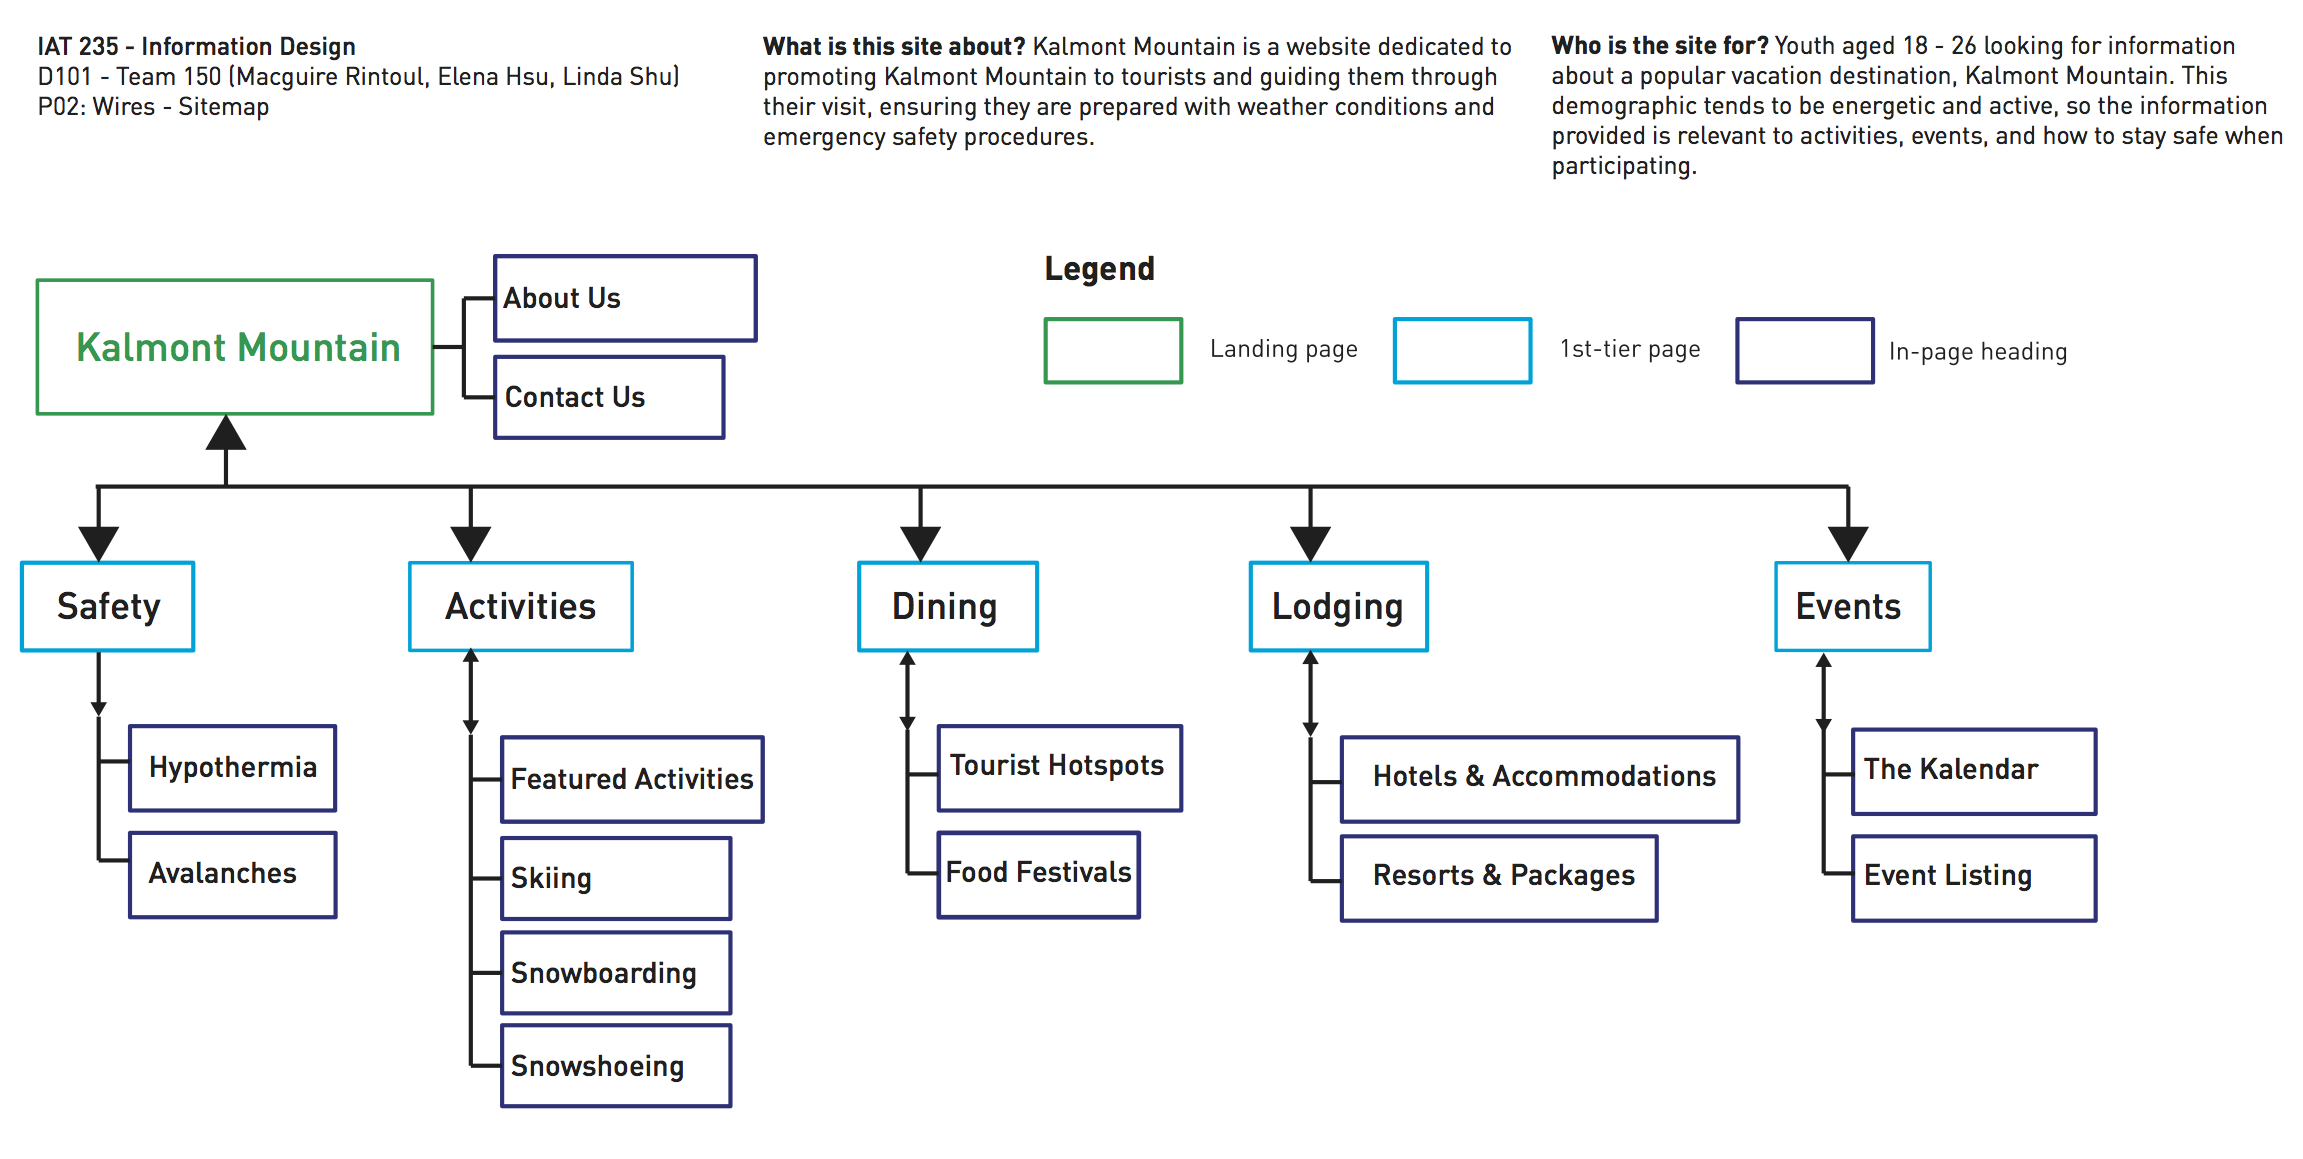 IAT 235 - Information Design
D101 - Team 150 (Macguire Rintoul, Elena Hsu, Linda Shu)
P02: Wires - Sitemap
What is this site about? Kalmont Mountain is a website dedicated to
promoting Kalmont Mountain to tourists and guiding them through
their visit, ensuring they are prepared with weather conditions and
emergency safety procedures.
Who is the site for? Youth aged 18 - 26 looking for information
about a popular vacation destination, Kalmont Mountain. This
demographic tends to be energetic and active, so the information
provided is relevant to activities, events, and how to stay safe when
participating.
Kalmont Mountain
About Us
Contact Us
Legend
Landing page
1st-tier page
In-page heading
Safety
Hypothermia
Avalanches
Activities
Featured Activities
Skiing
Snowboarding
Snowshoeing
Dining
Tourist Hotspots
Food Festivals
Lodging
Hotels & Accommodations
Resorts & Packages
Events
The Kalendar
Event Listing